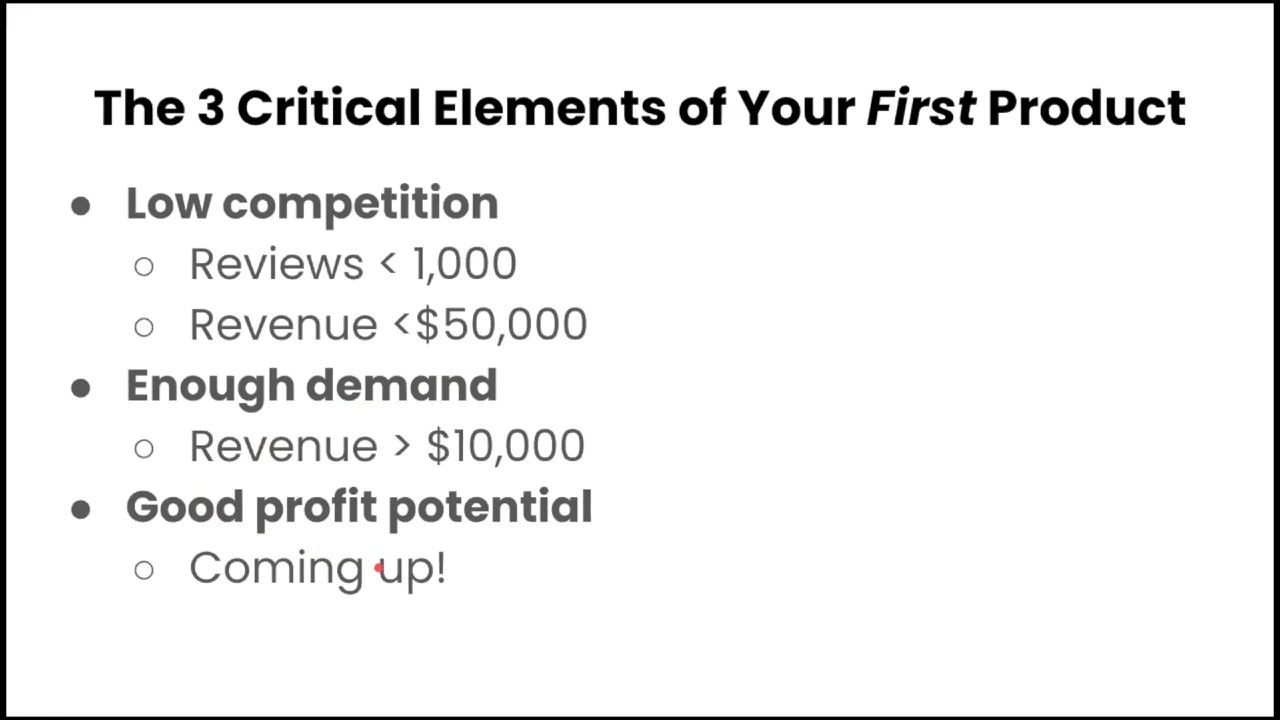 The 3 Critical Elements of Your First Product
● Low competition
○ Reviews < 1,000
○ Revenue <$50,000
● Enough demand
○ Revenue > $10,000
● Good profit potential
○ Coming up!